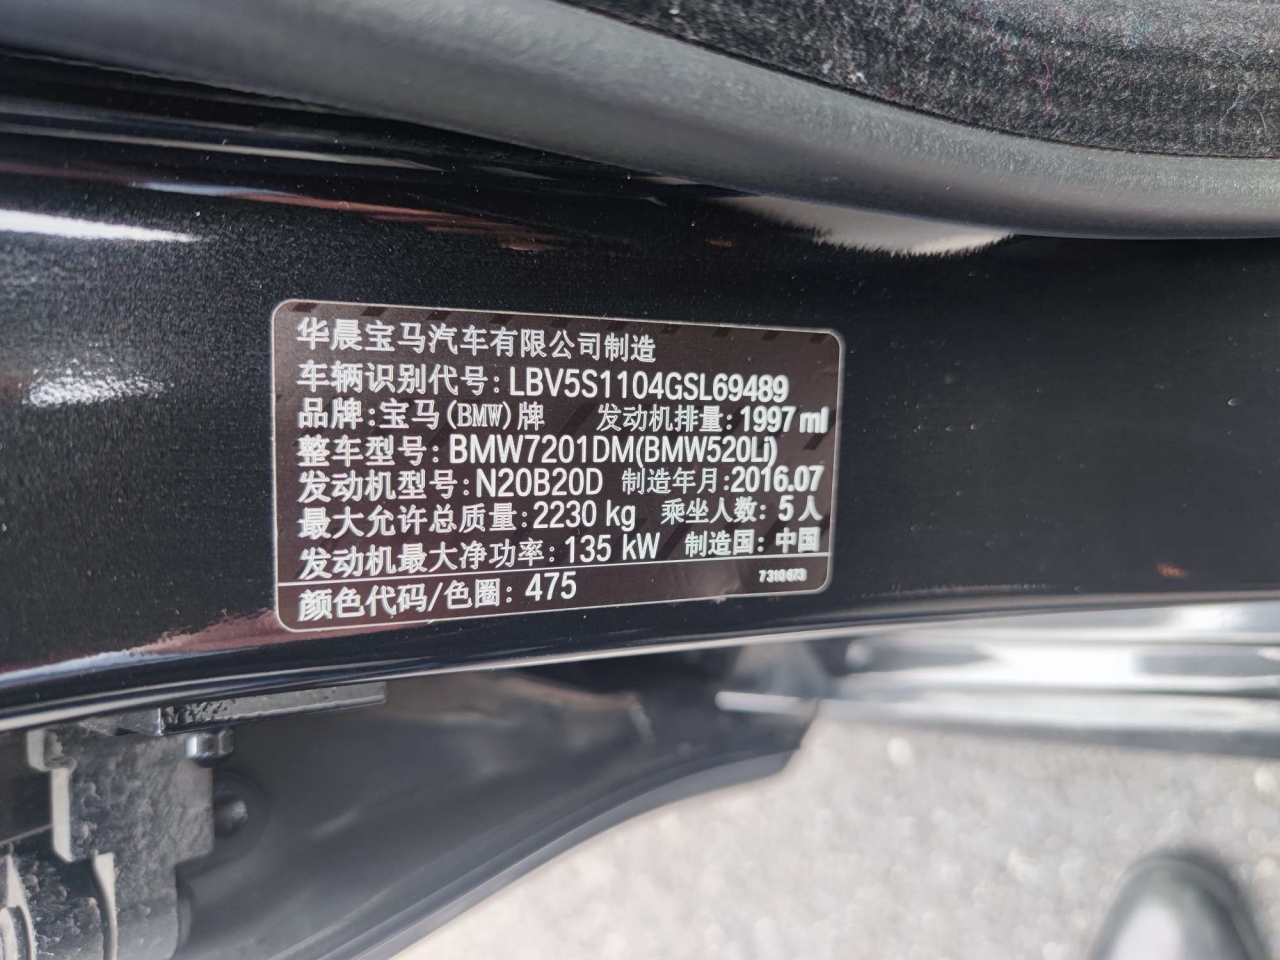 华晨宝马汽车有限公司制造
车辆识别代号:LBV5S1104GSL69489
品牌:宝马(BMW)牌 发动机排量:1997 ml
整车型号:BMW7201DM(BMW520Li)
发动机型号:N20B20D 制造年月:2016.07
最大允许总质量:2230 kg 乘坐人数:5人
发动机最大净功率:135 kW 制造国:中国
颜色代码/色圈:475 7310673